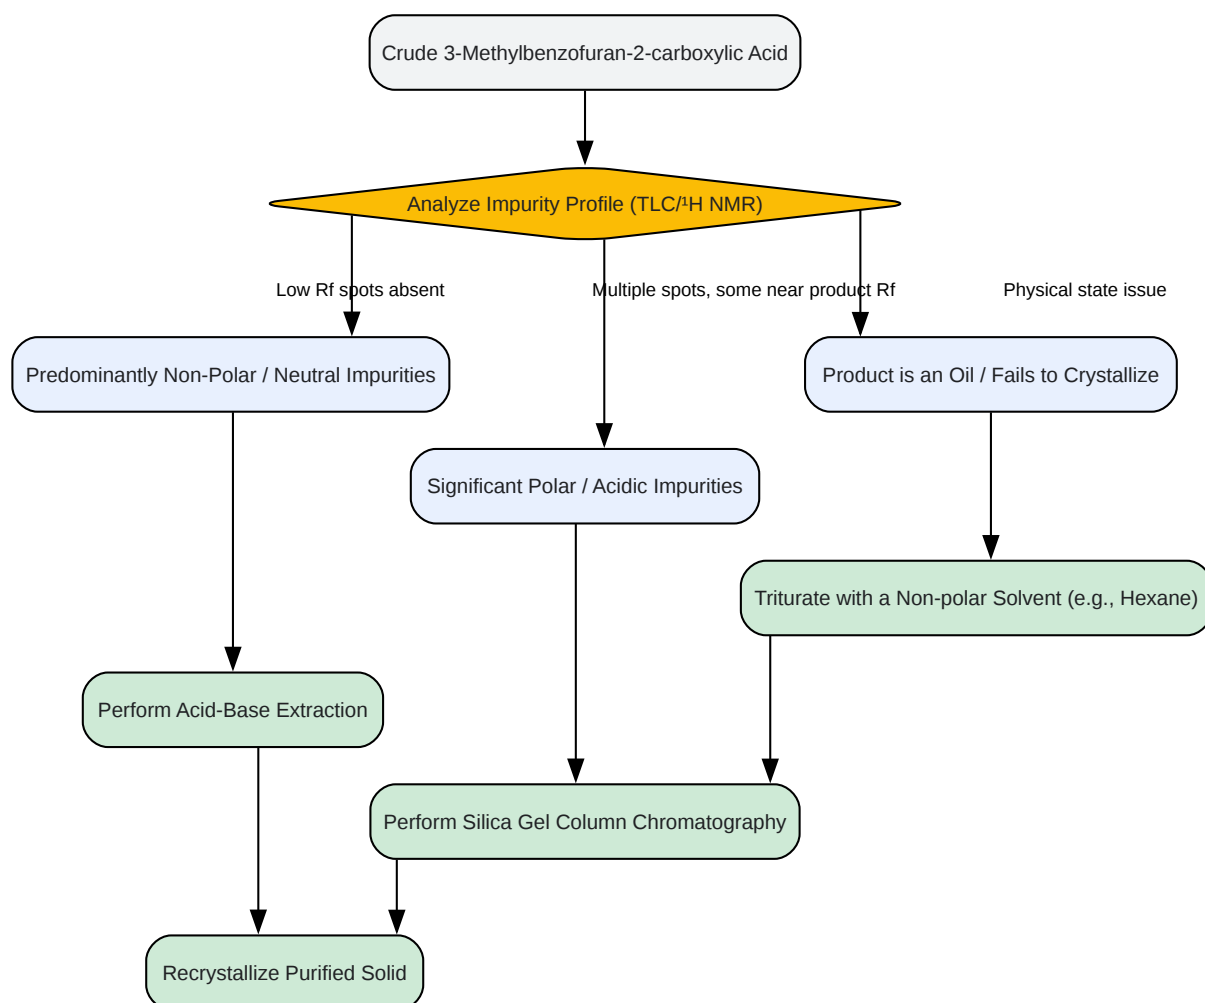 Crude 3-Methylbenzofuran-2-carboxylic Acid
Analyze Impurity Profile (TLC/¹H NMR)
Low Rf spots absent
Multiple spots, some near product Rf
Physical state issue
Predominantly Non-Polar / Neutral Impurities
Product is an Oil / Fails to Crystallize
Significant Polar / Acidic Impurities
Triturate with a Non-polar Solvent (e.g., Hexane)
Perform Acid-Base Extraction
Perform Silica Gel Column Chromatography
Recrystallize Purified Solid